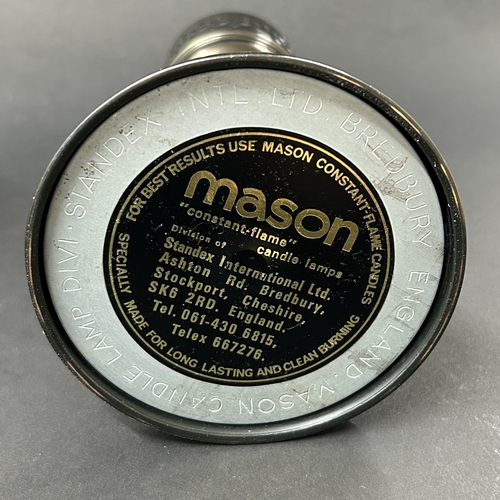 STANDEX INTL. LTD. BREDBURY ENGLAND. MASON CANDLE LAMP DIVI.
FOR BEST RESULTS USE MASON CONSTANT-FLAME CANDLES
mason
"constant-flame"
Division of candle lamps
Standex International Ltd.
Ashton Rd. Bredbury,
Stockport, Cheshire,
SK6 2RD, England,
Tel. 061-430 6815,
Telex 667276.
SPECIALLY MADE FOR LONG LASTING AND CLEAN BURNING